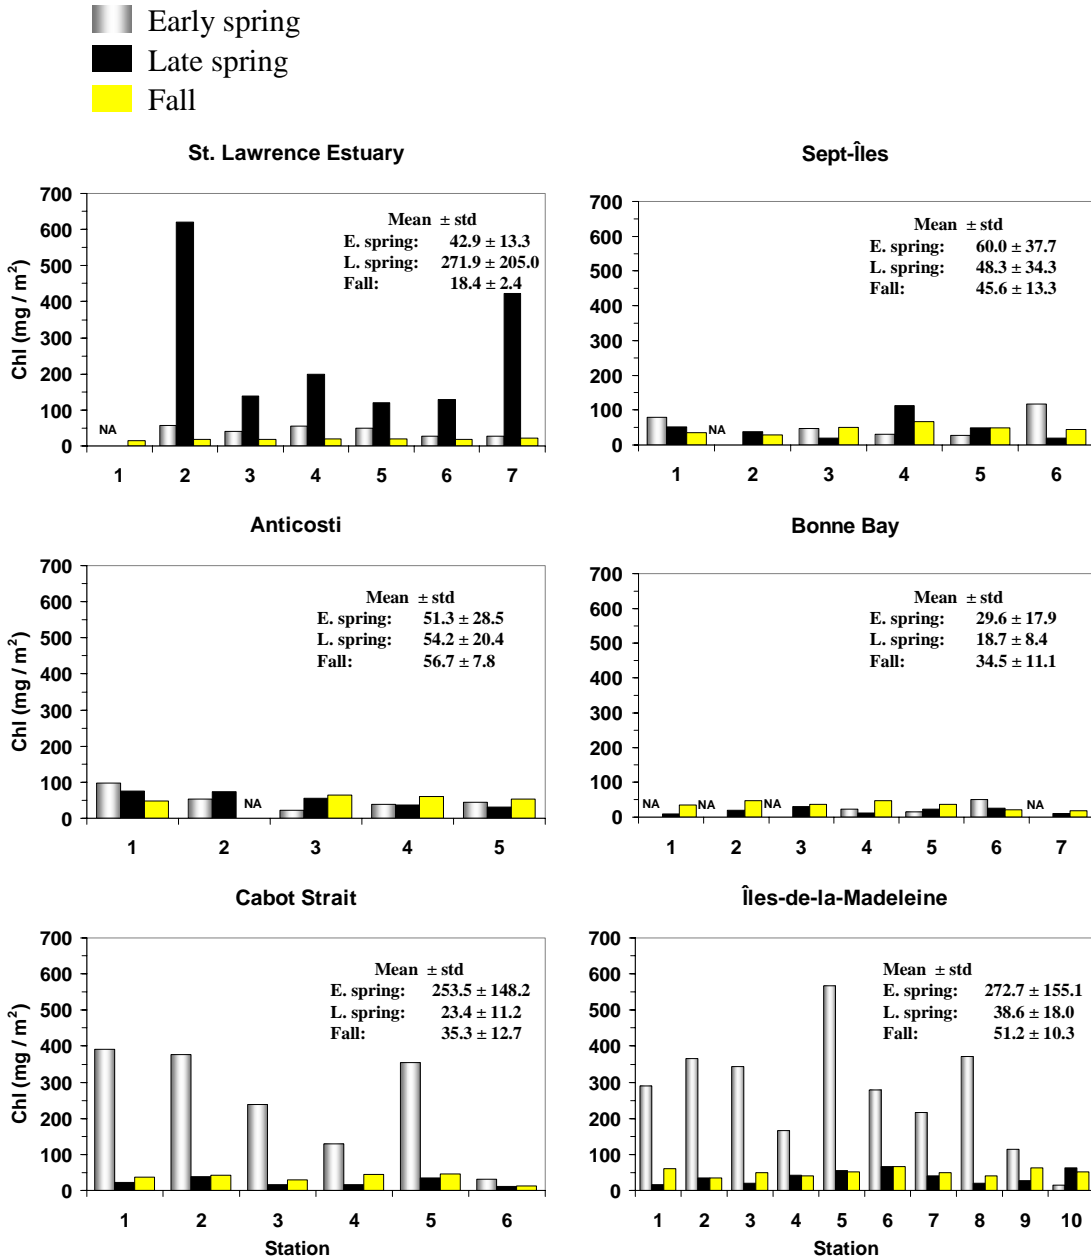 Early spring
Late spring
Fall
St. Lawrence Estuary
Chl (mg / m²)
700
600
500
400
300
200
100
0
Mean ± std
E. spring: 42.9 ± 13.3
L. spring: 271.9 ± 205.0
Fall: 18.4 ± 2.4
NA
1 2 3 4 5 6 7
Sept-Îles
700
600
500
400
300
200
100
0
Mean ± std
E. spring: 60.0 ± 37.7
L. spring: 48.3 ± 34.3
Fall: 45.6 ± 13.3
NA
1 2 3 4 5 6
Anticosti
Chl (mg / m²)
700
600
500
400
300
200
100
0
Mean ± std
E. spring: 51.3 ± 28.5
L. spring: 54.2 ± 20.4
Fall: 56.7 ± 7.8
NA
1 2 3 4 5
Bonne Bay
700
600
500
400
300
200
100
0
Mean ± std
E. spring: 29.6 ± 17.9
L. spring: 18.7 ± 8.4
Fall: 34.5 ± 11.1
NA NA NA NA
1 2 3 4 5 6 7
Cabot Strait
Chl (mg / m²)
700
600
500
400
300
200
100
0
Mean ± std
E. spring: 253.5 ± 148.2
L. spring: 23.4 ± 11.2
Fall: 35.3 ± 12.7
1 2 3 4 5 6
Station
Îles-de-la-Madeleine
700
600
500
400
300
200
100
0
Mean ± std
E. spring: 272.7 ± 155.1
L. spring: 38.6 ± 18.0
Fall: 51.2 ± 10.3
1 2 3 4 5 6 7 8 9 10
Station